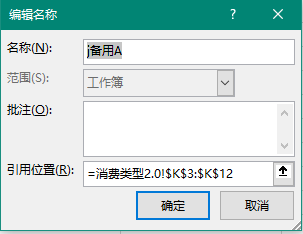 编辑名称
? ×
名称(N):
j备用A
范围(S):
工作簿
批注(O):
引用位置(R):
=消费类型2.0!$K$3:$K$12
确定
取消